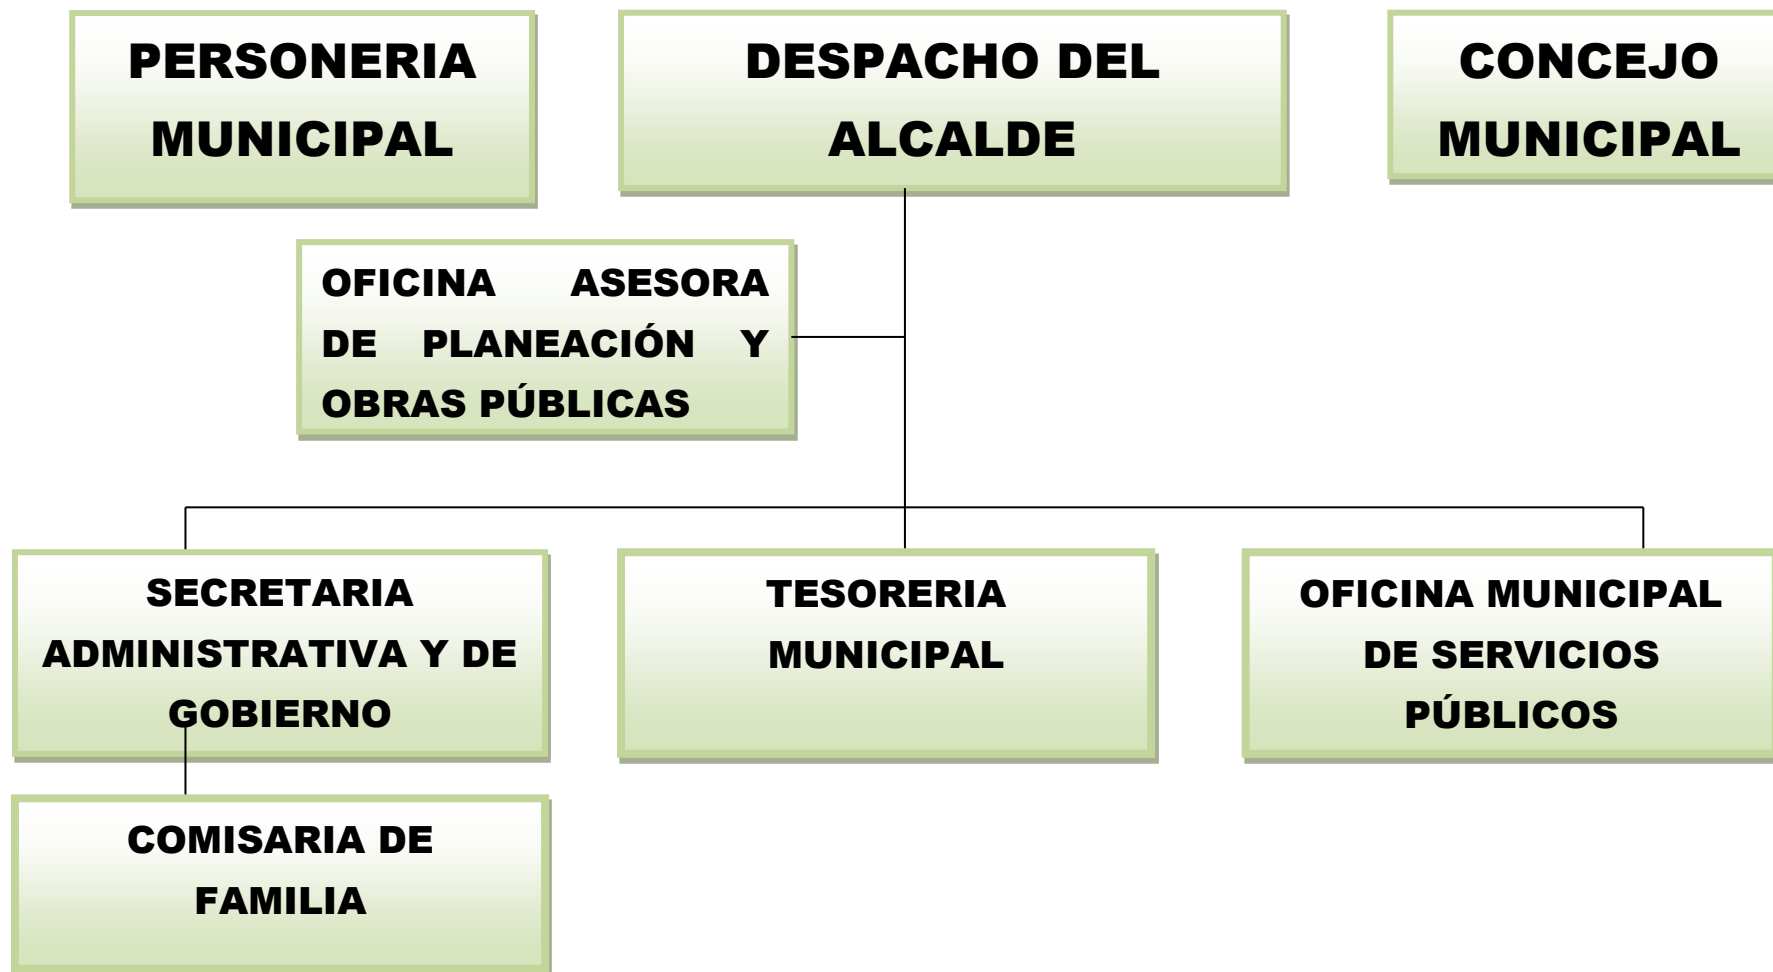 PERSONERIA
MUNICIPAL
DESPACHO DEL
ALCALDE
CONCEJO
MUNICIPAL
OFICINA ASESORA
DE PLANEACIÓN Y
OBRAS PÚBLICAS
SECRETARIA
ADMINISTRATIVA Y DE
GOBIERNO
TESORERIA
MUNICIPAL
OFICINA MUNICIPAL
DE SERVICIOS
PÚBLICOS
COMISARIA DE
FAMILIA